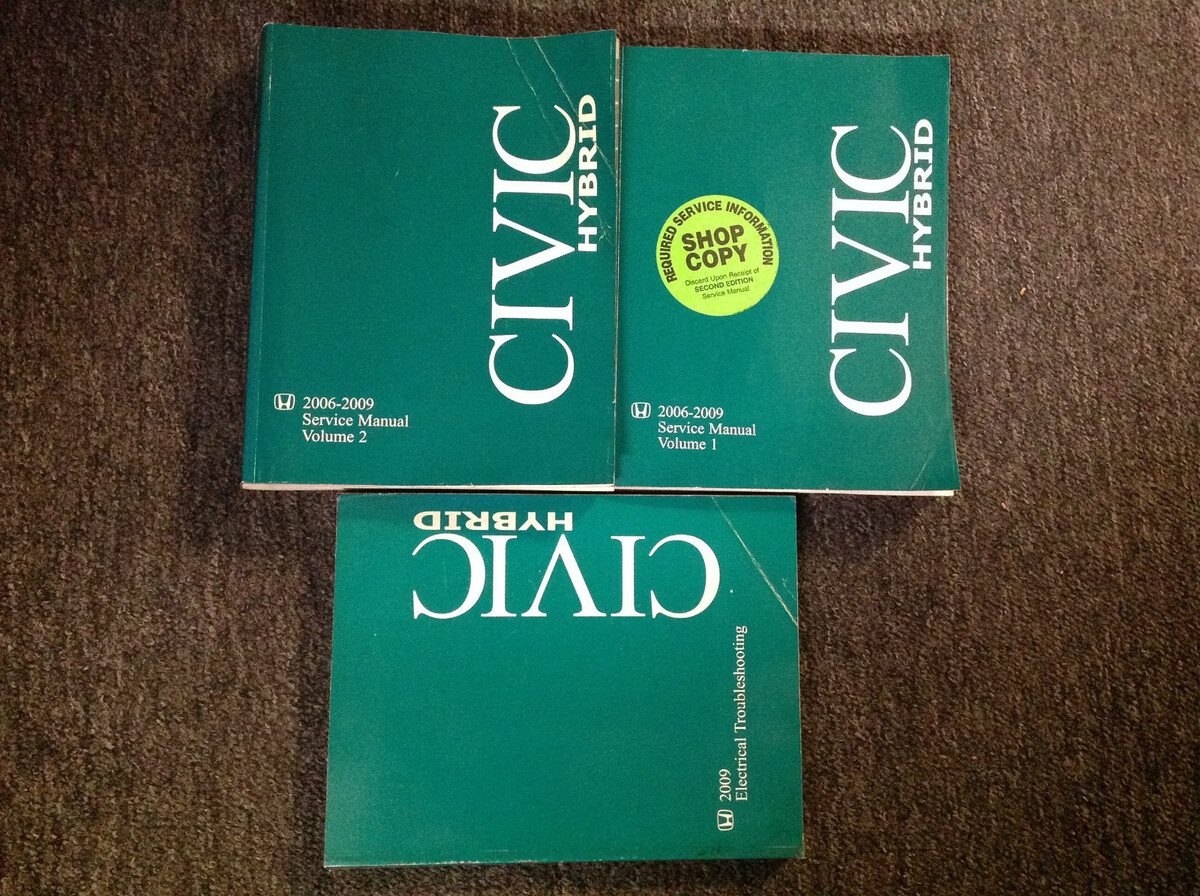 CIVIC
HYBRID
2006-2009
Service Manual
Volume 2
CIVIC
HYBRID
REQUIRED SERVICE INFORMATION
SHOP
COPY
Discard Upon Receipt of
SECOND EDITION
Service Manual
2006-2009
Service Manual
Volume 1
CIVIC
HYBRID
2009
Electrical Troubleshooting